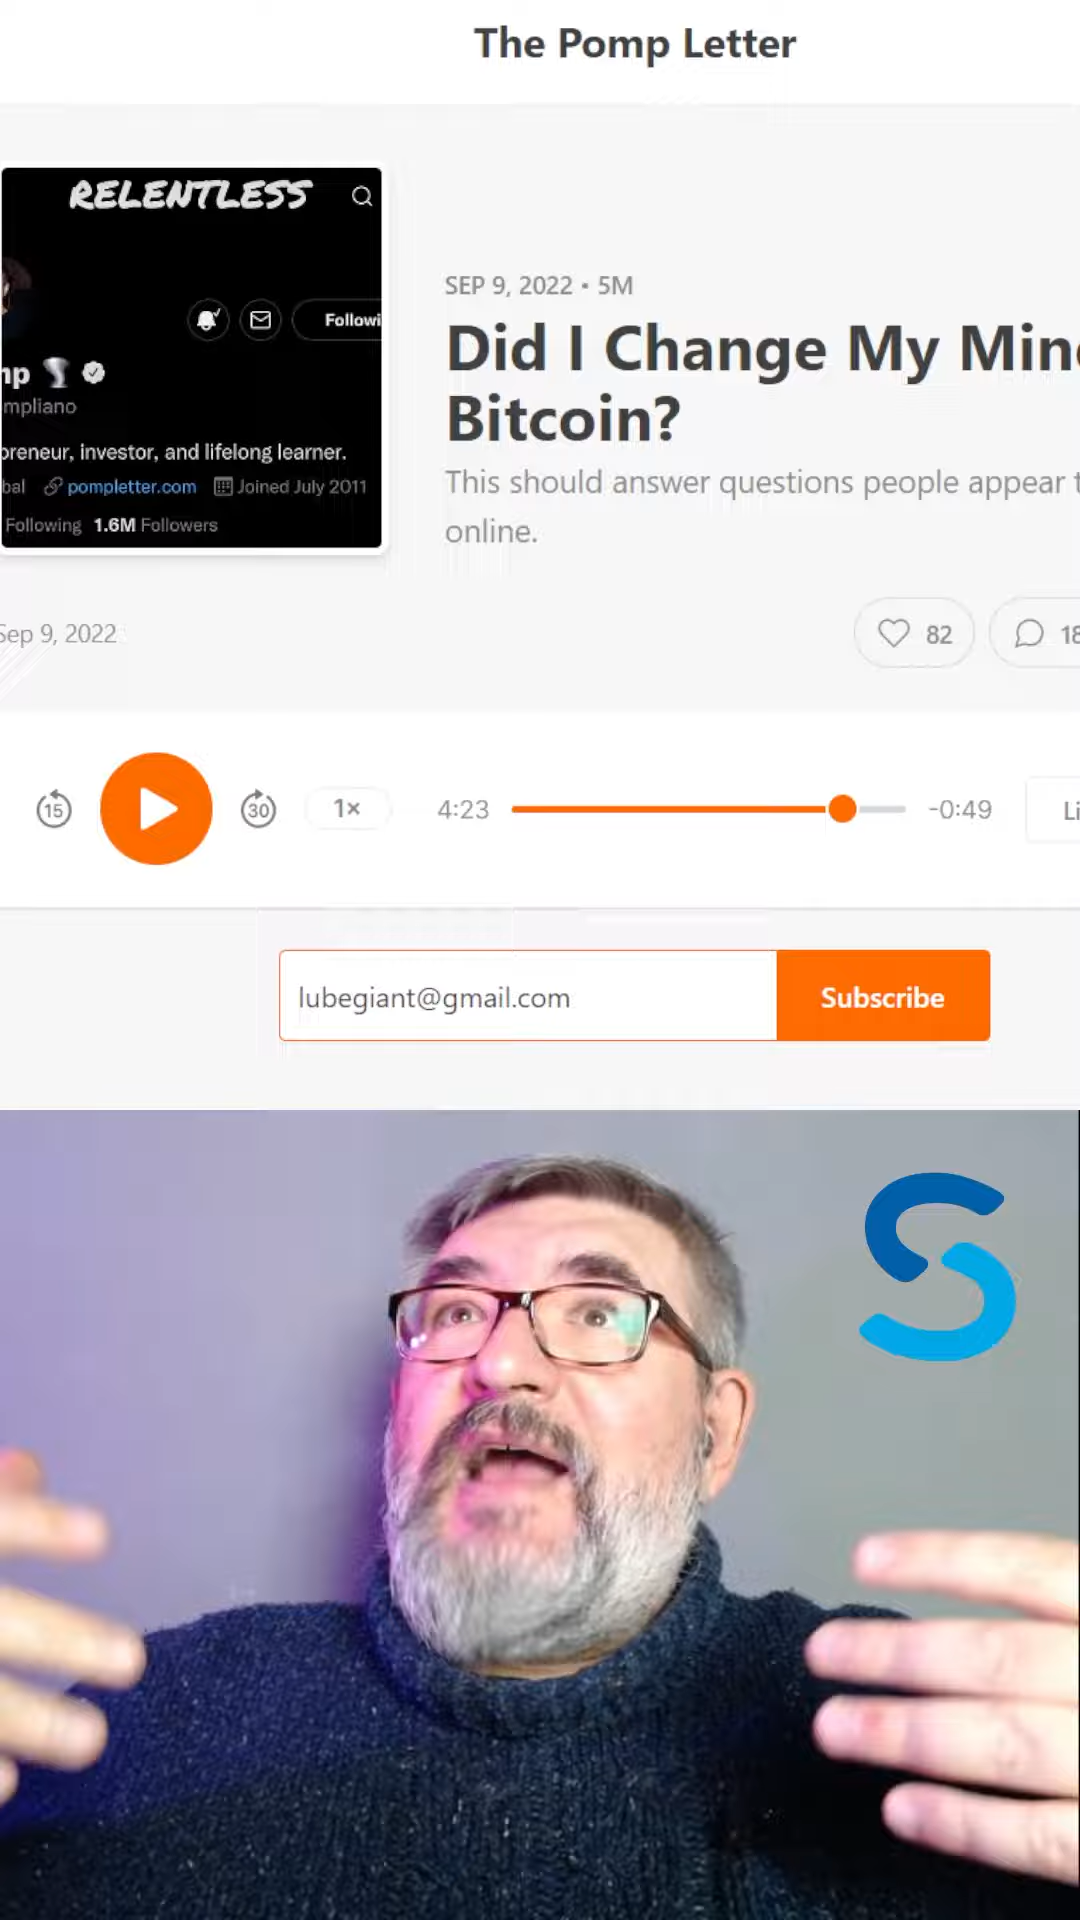 The Pomp Letter
RELENTLESS
Followi
mp
mpliano
preneur, investor, and lifelong learner.
bal pompletter.com Joined July 2011
Following 1.6M Followers
SEP 9, 2022 • 5M
Did I Change My Min
Bitcoin?
This should answer questions people appear t
online.
Sep 9, 2022
82
18
15
30
1×
4:23
-0:49
Li
lubegiant@gmail.com
Subscribe